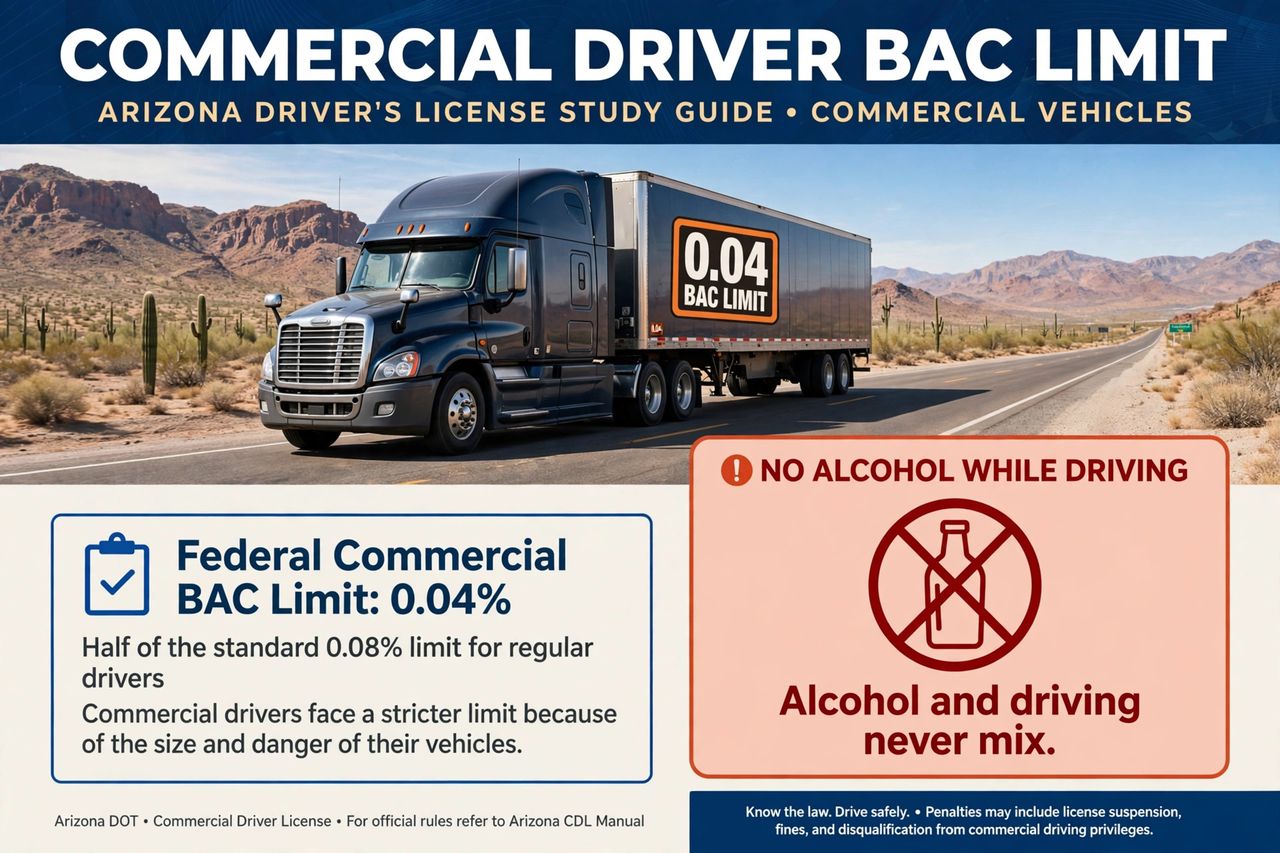 COMMERCIAL DRIVER BAC LIMIT
ARIZONA DRIVER'S LICENSE STUDY GUIDE • COMMERCIAL VEHICLES
0.04
BAC LIMIT
Federal Commercial
BAC Limit: 0.04%
Half of the standard 0.08% limit for regular
drivers
Commercial drivers face a stricter limit because
of the size and danger of their vehicles.
! NO ALCOHOL WHILE DRIVING
Alcohol and driving
never mix.
Arizona DOT • Commercial Driver License • For official rules refer to Arizona CDL Manual
Know the law. Drive safely. • Penalties may include license suspension,
fines, and disqualification from commercial driving privileges.